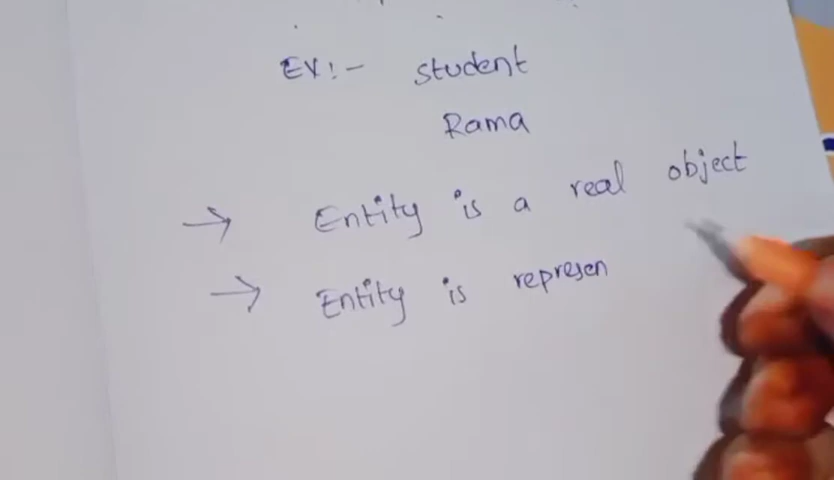 EX:- Student
Rama
→ Entity is a real object
→ Entity is represen